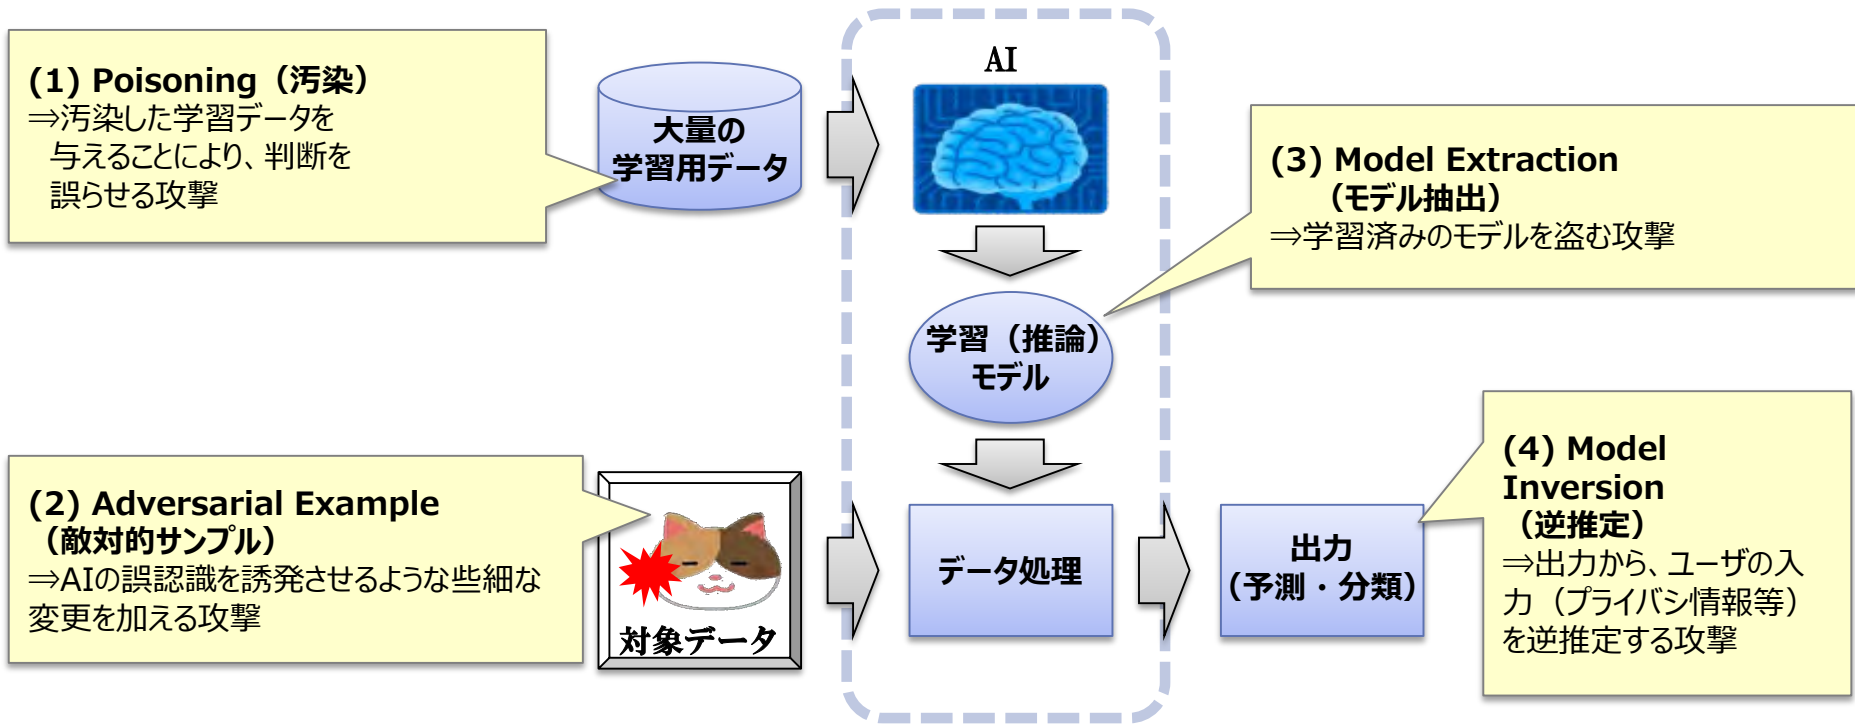 (1) Poisoning（汚染）
⇒汚染した学習データを
与えることにより、判断を
誤らせる攻撃
大量の
学習用データ
AI
(3) Model Extraction
（モデル抽出）
⇒学習済みのモデルを盗む攻撃
学習（推論）
モデル
(2) Adversarial Example
（敵対的サンプル）
⇒AIの誤認識を誘発させるような些細な
変更を加える攻撃
対象データ
データ処理
出力
（予測・分類）
(4) Model
Inversion
（逆推定）
⇒出力から、ユーザの入
力（プライバシ情報等）
を逆推定する攻撃